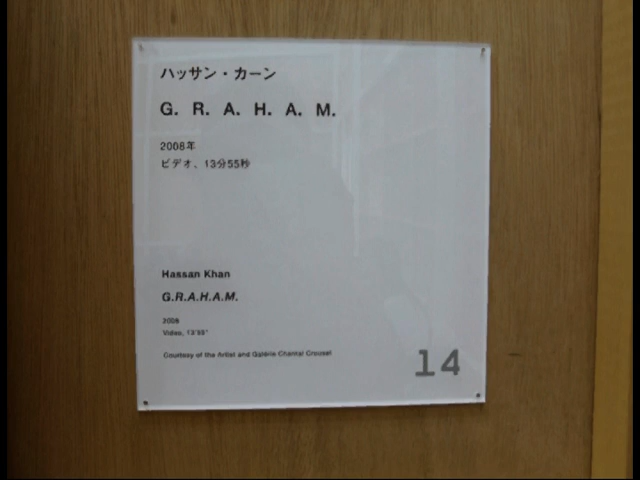 ハッサン・カーン
G. R. A. H. A. M.
2008年
ビデオ、13分55秒
Hassan Khan
G.R.A.H.A.M.
2008
Video, 13'55"
Courtesy of the Artist and Galerie Chantal Crousel
14